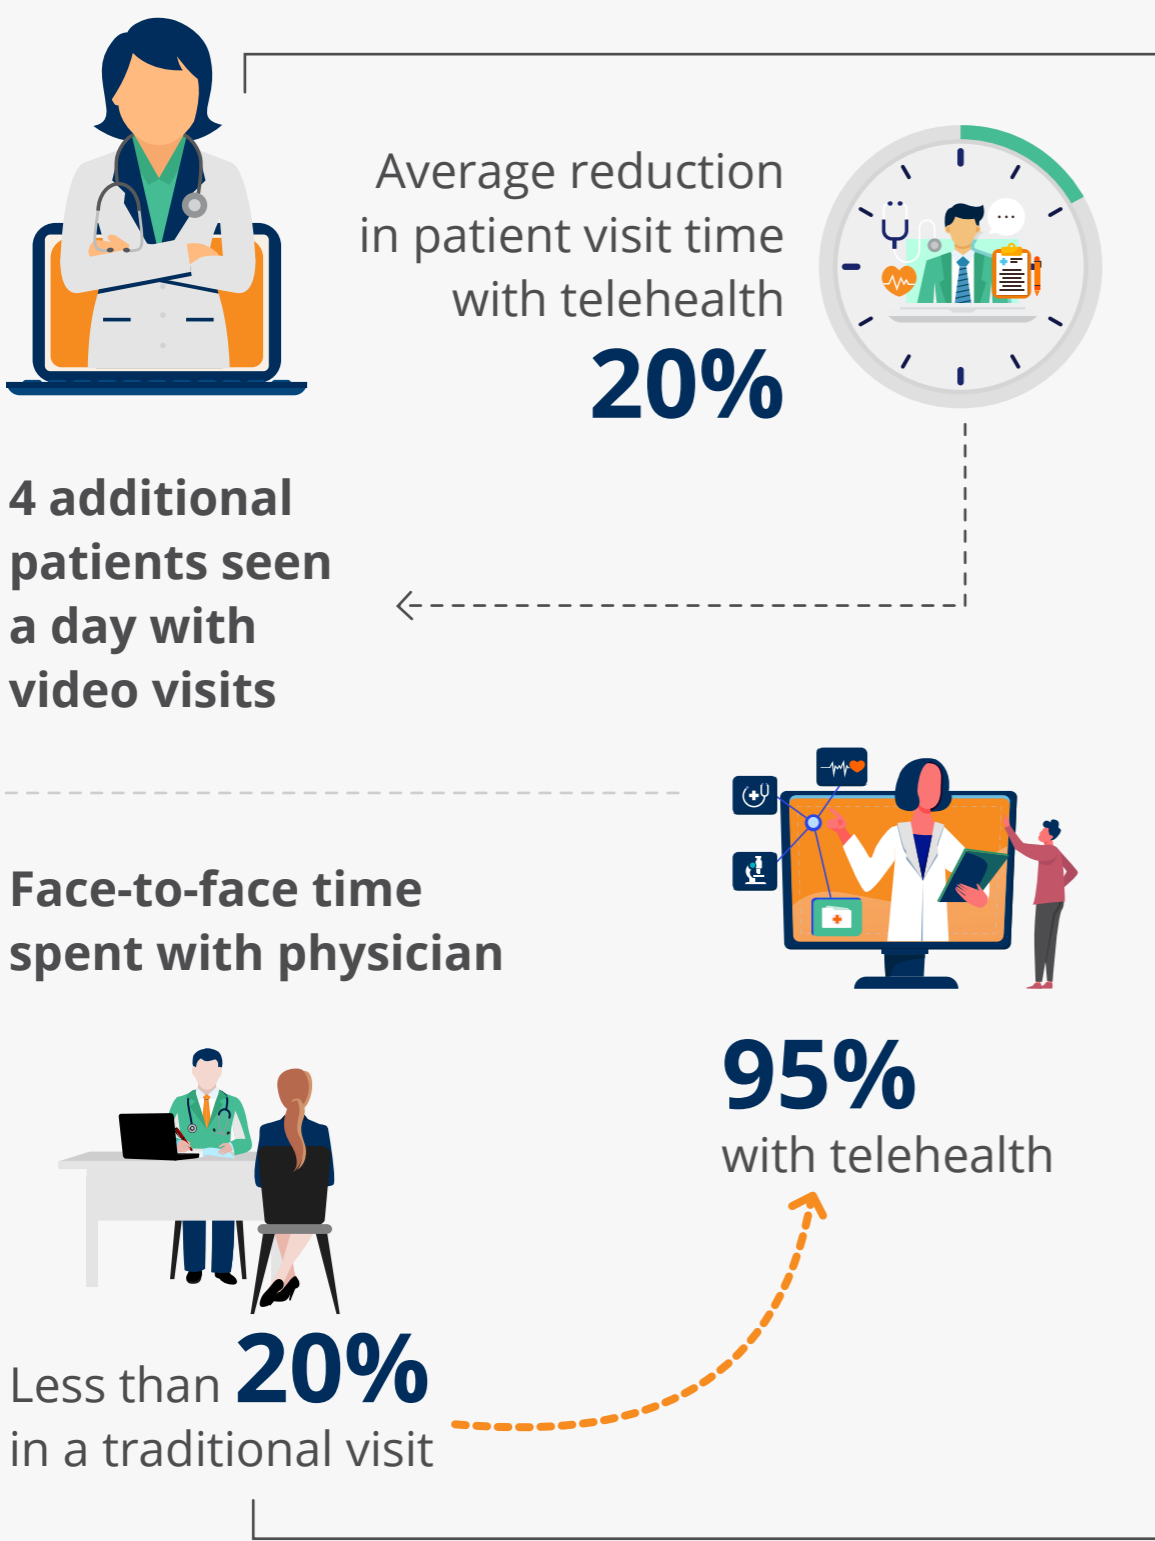 Average reduction
in patient visit time
with telehealth
20%
4 additional
patients seen
a day with
video visits
Face-to-face time
spent with physician
95%
with telehealth
Less than 20%
in a traditional visit